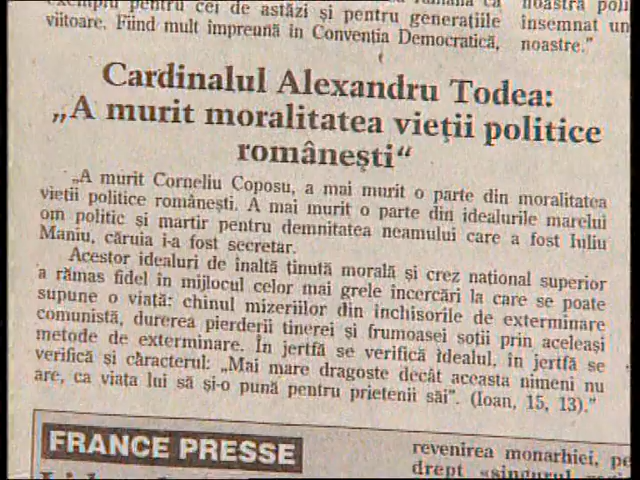 pentru cei de astăzi și pentru generațiile
viitoare. Fiind mult împreună în Convenția Democratică,
noastră
însemnat un
noastre."
Cardinalul Alexandru Todea:
„A murit moralitatea vieții politice
românești“
„A murit Corneliu Coposu, a mai murit o parte din moralitatea
vieții politice românești. A mai murit o parte din idealurile marelui
om politic și martir pentru demnitatea neamului care a fost Iuliu
Maniu, căruia i-a fost secretar.
Acestor idealuri de înaltă ținută morală și crez național superior
a rămas fidel în mijlocul celor mai grele încercări la care se poate
supune o viață: chinul mizeriilor din închisorile de exterminare
comunistă, durerea pierderii tinerei și frumoasei soții prin aceleași
metode de exterminare. În jertfă se verifică idealul, în jertfă se
verifică și caracterul: „Mai mare dragoste decât aceasta nimeni nu
are, ca viața lui să și-o pună pentru prietenii săi”. (Ioan, 15, 13)."
FRANCE PRESSE
revenirea monarhiei, pe
drept «singurul